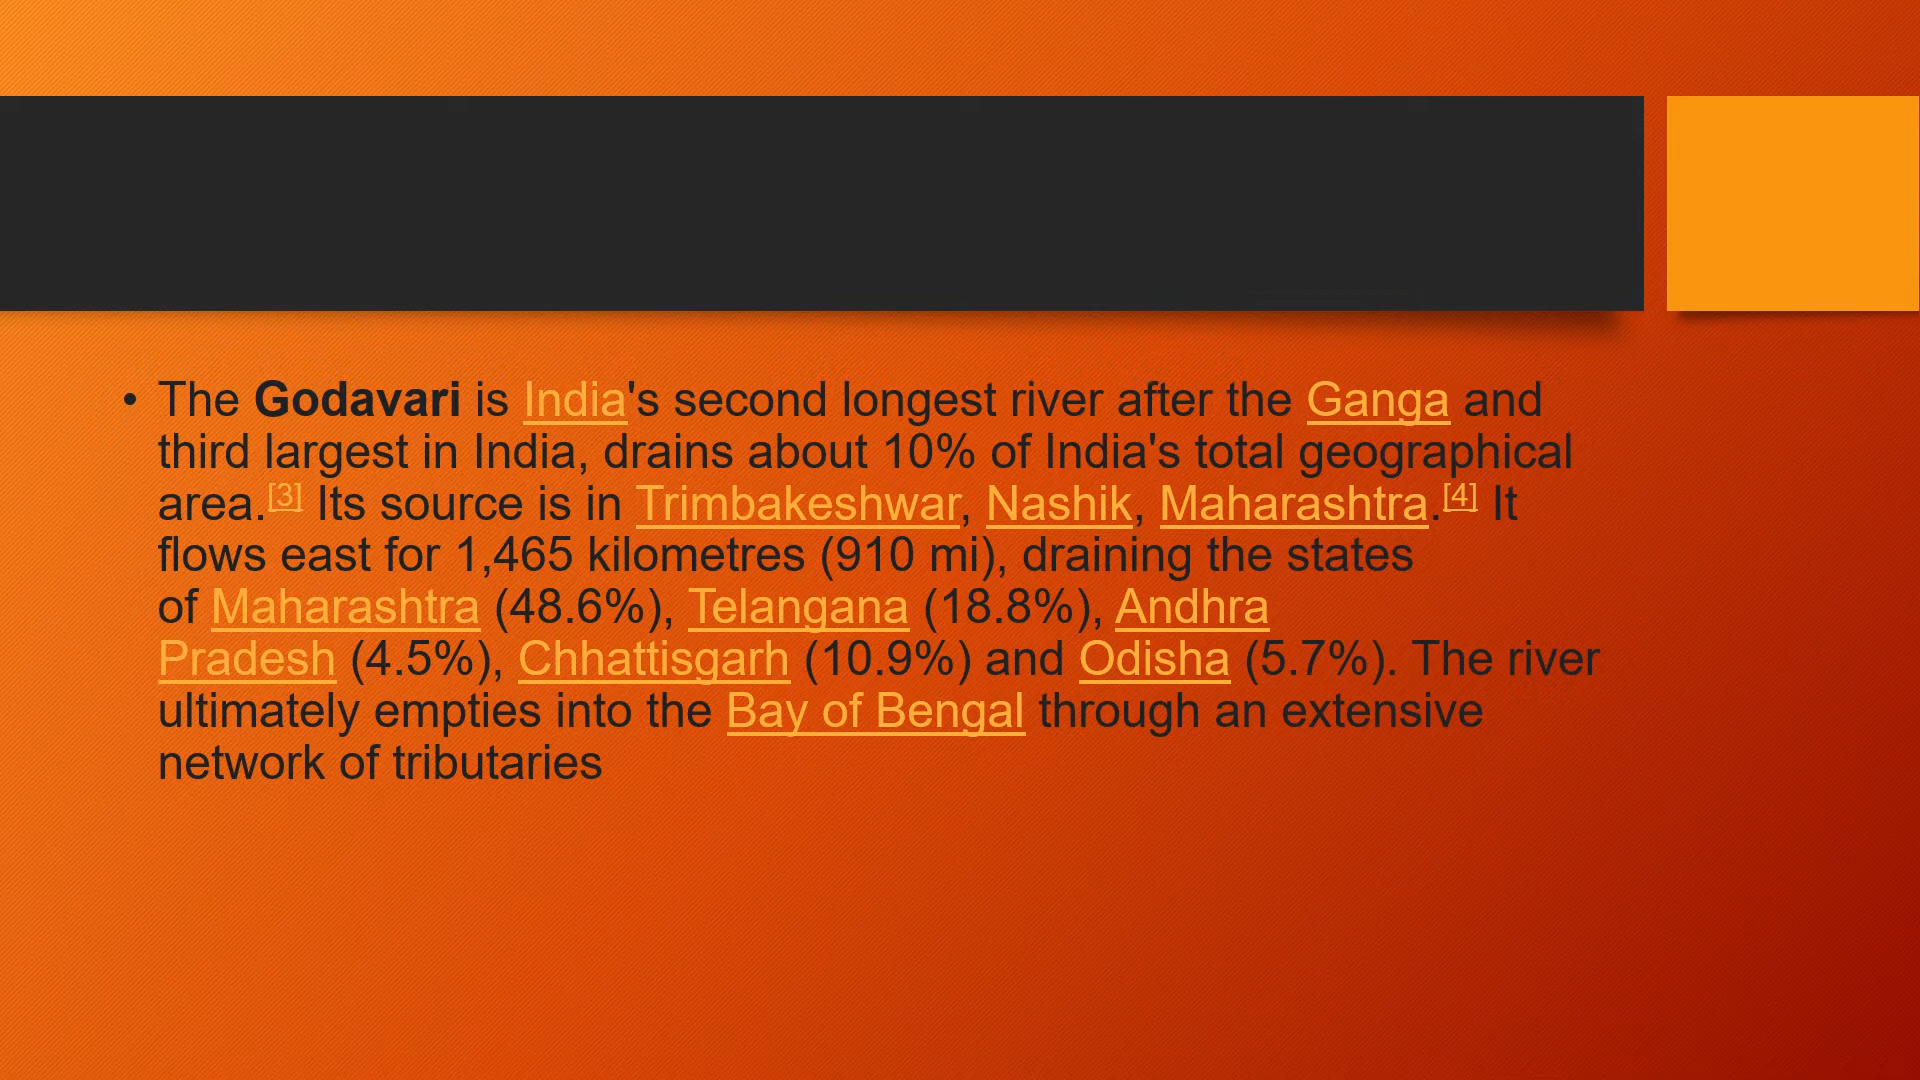 • The Godavari is India's second longest river after the Ganga and
third largest in India, drains about 10% of India's total geographical
area.[3] Its source is in Trimbakeshwar, Nashik, Maharashtra.[4] It
flows east for 1,465 kilometres (910 mi), draining the states
of Maharashtra (48.6%), Telangana (18.8%), Andhra
Pradesh (4.5%), Chhattisgarh (10.9%) and Odisha (5.7%). The river
ultimately empties into the Bay of Bengal through an extensive
network of tributaries